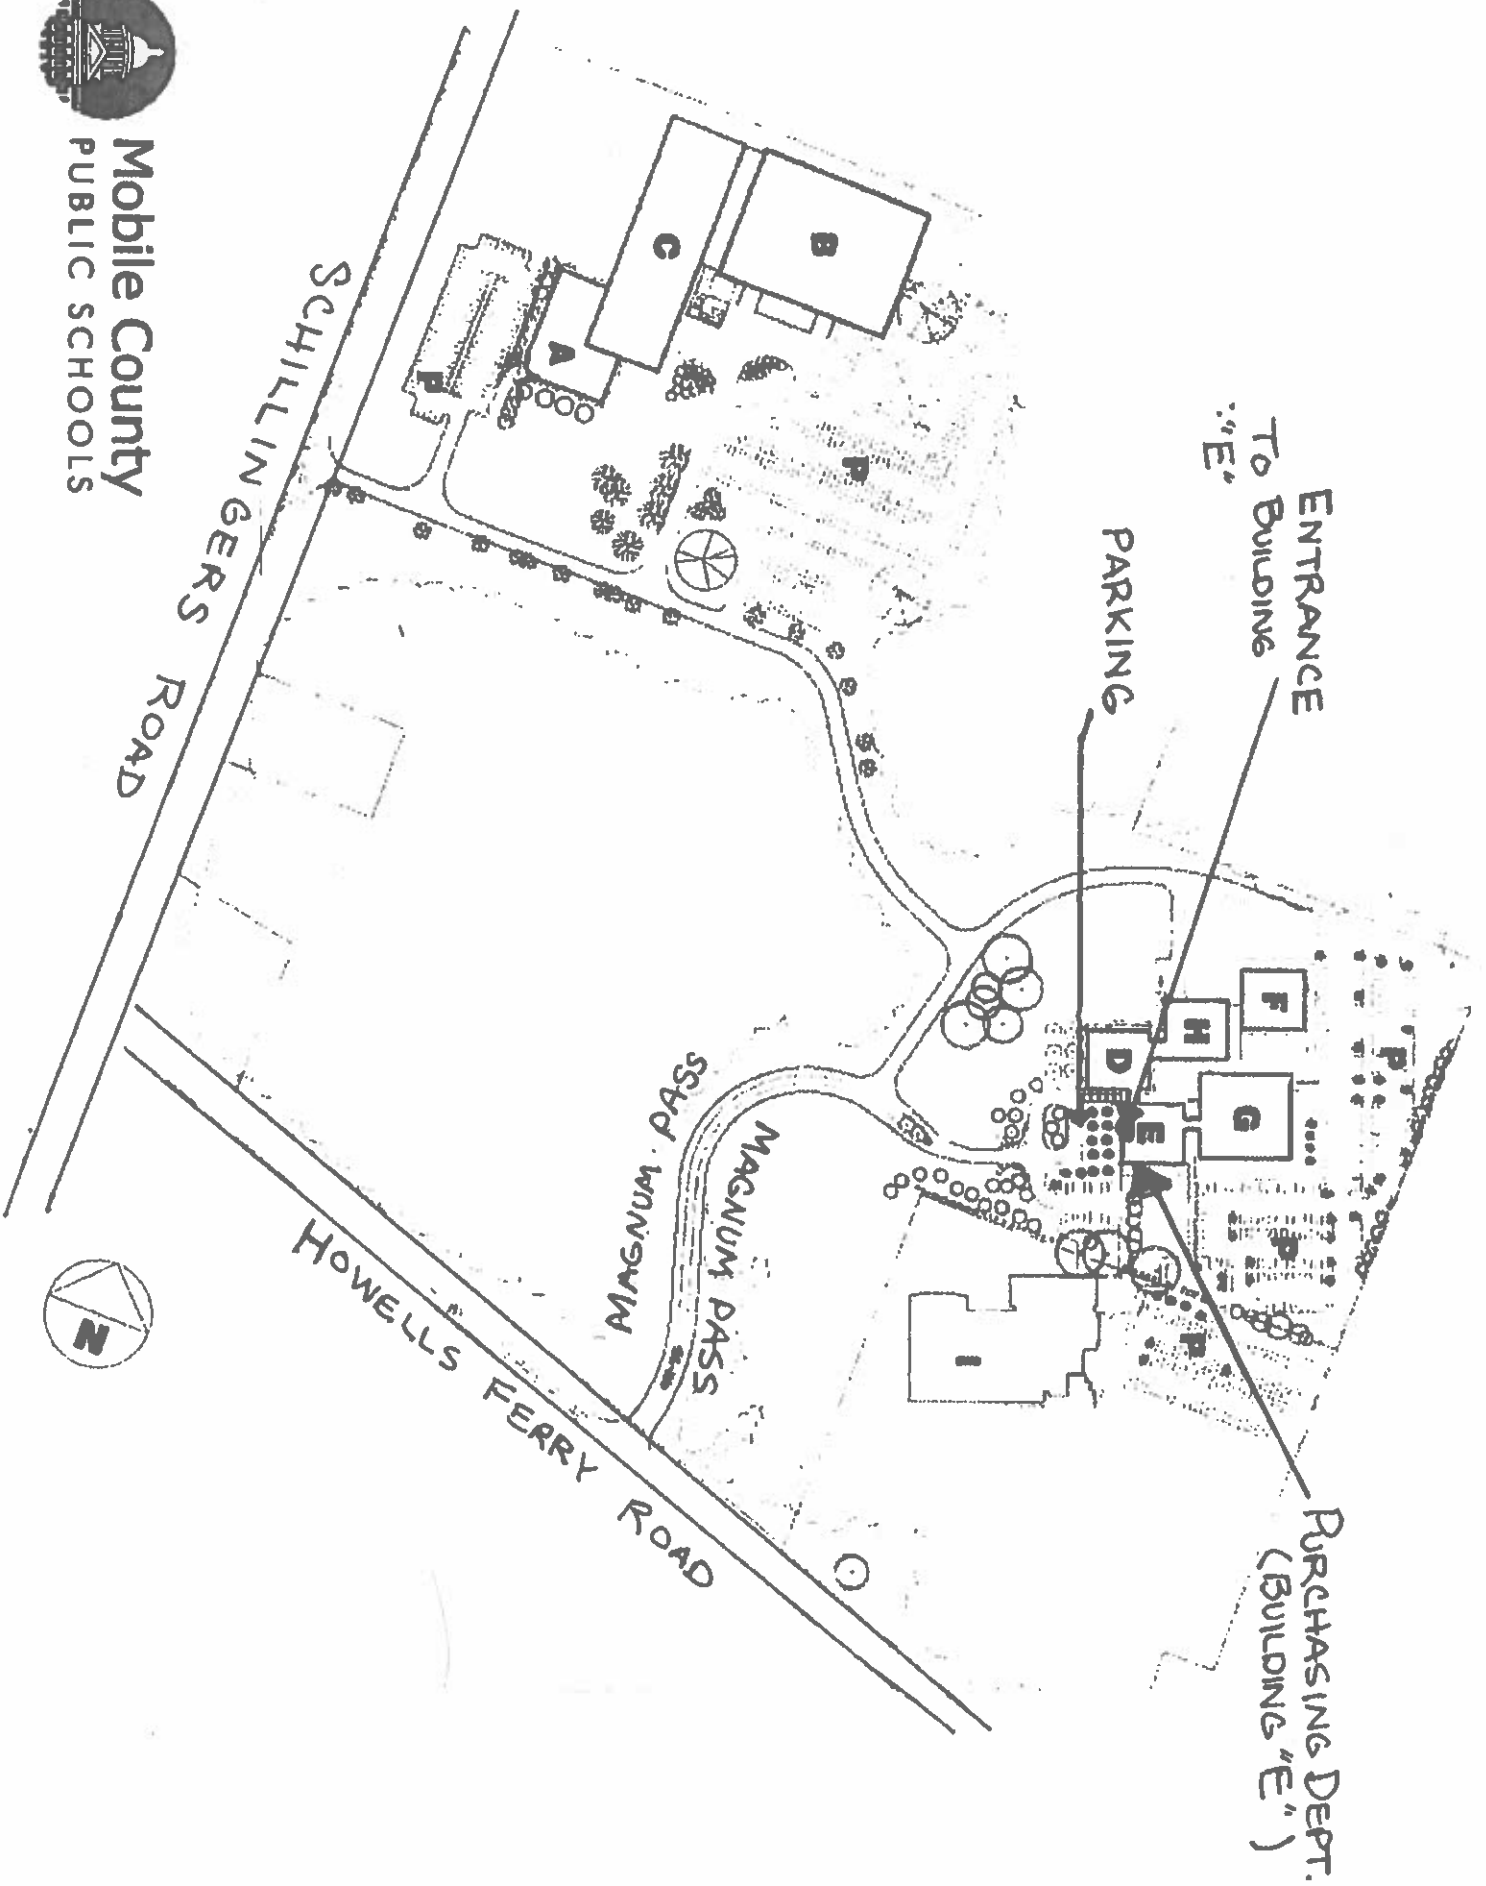 Mobile County
PUBLIC SCHOOLS
ENTRANCE
TO BUILDING
"E"
PARKING
PURCHASING DEPT.
(BUILDING "E")
F
H
D
G
E
P
P
P
I
B
C
A
P
P
MAGNUM PASS
MAGNUM PASS
SCHILLINGERS ROAD
HOWELLS FERRY ROAD
N